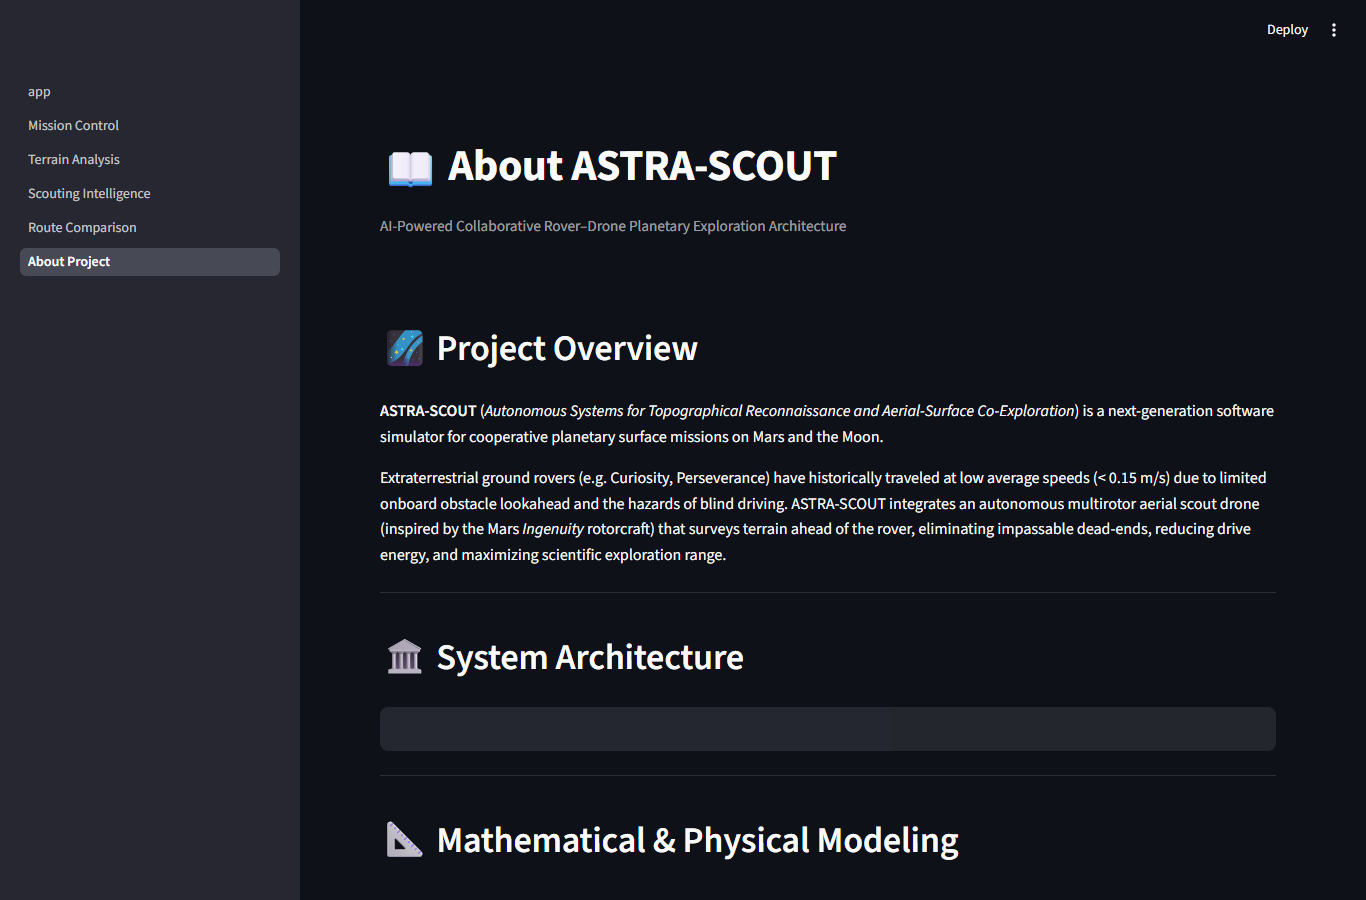 Deploy
app
Mission Control
Terrain Analysis
Scouting Intelligence
Route Comparison
About Project
About ASTRA-SCOUT
AI-Powered Collaborative Rover–Drone Planetary Exploration Architecture
Project Overview
ASTRA-SCOUT (Autonomous Systems for Topographical Reconnaissance and Aerial-Surface Co-Exploration) is a next-generation software
simulator for cooperative planetary surface missions on Mars and the Moon.
Extraterrestrial ground rovers (e.g. Curiosity, Perseverance) have historically traveled at low average speeds (< 0.15 m/s) due to limited
onboard obstacle lookahead and the hazards of blind driving. ASTRA-SCOUT integrates an autonomous multirotor aerial scout drone
(inspired by the Mars Ingenuity rotorcraft) that surveys terrain ahead of the rover, eliminating impassable dead-ends, reducing drive
energy, and maximizing scientific exploration range.
System Architecture
Mathematical & Physical Modeling